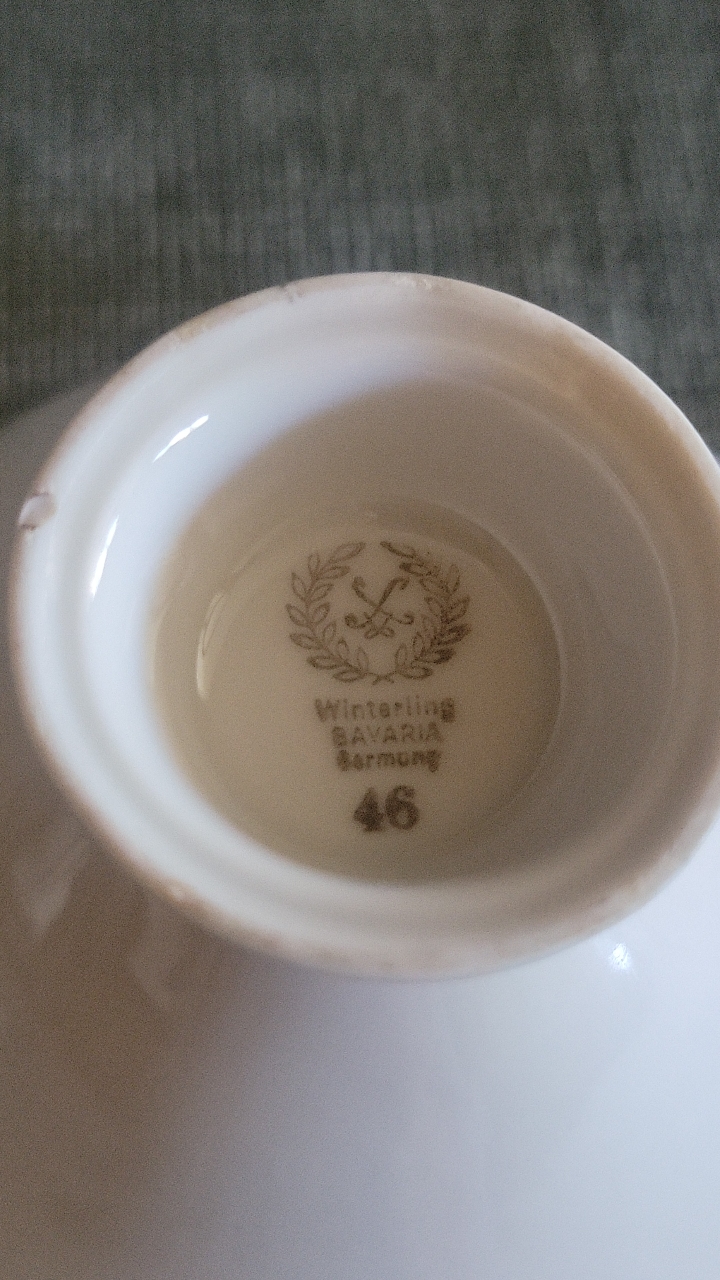 Winterling
BAVARIA
Germany
46